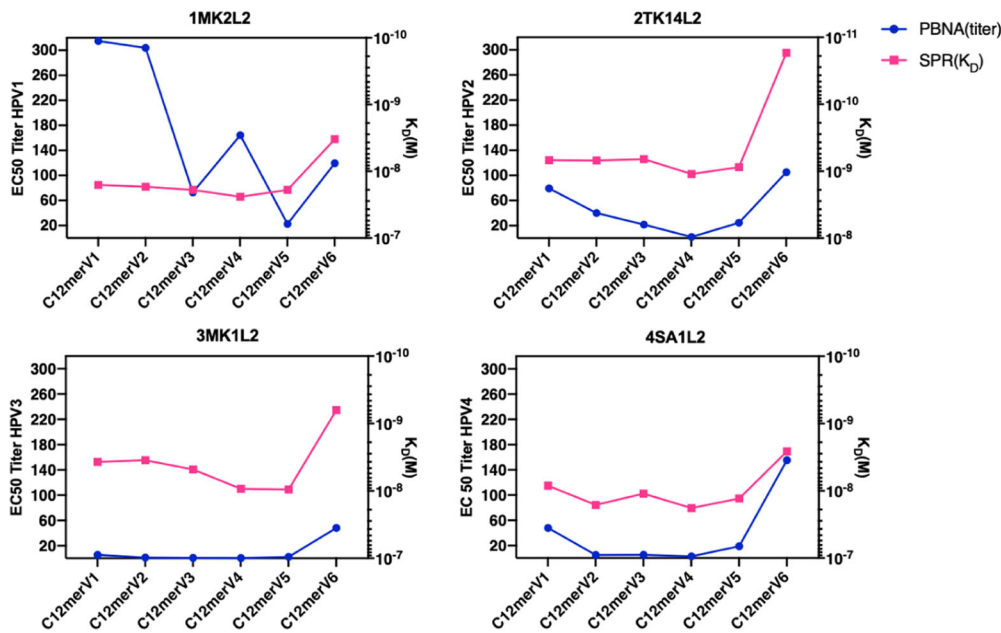 1MK2L2
EC50 Titer HPV1
300
260
220
180
140
100
60
20
10-10
10-9
10-8
10-7
KD(M)
C12merV1
C12merV2
C12merV3
C12merV4
C12merV5
C12merV6
2TK14L2
EC50 Titer HPV2
300
260
220
180
140
100
60
20
10-11
10-10
10-9
10-8
KD(M)
C12merV1
C12merV2
C12merV3
C12merV4
C12merV5
C12merV6
PBNA(titer)
SPR(KD)
3MK1L2
EC50 Titer HPV3
300
260
220
180
140
100
60
20
10-10
10-9
10-8
10-7
KD(M)
C12merV1
C12merV2
C12merV3
C12merV4
C12merV5
C12merV6
4SA1L2
EC 50 Titer HPV4
300
260
220
180
140
100
60
20
10-10
10-9
10-8
10-7
KD(M)
C12merV1
C12merV2
C12merV3
C12merV4
C12merV5
C12merV6